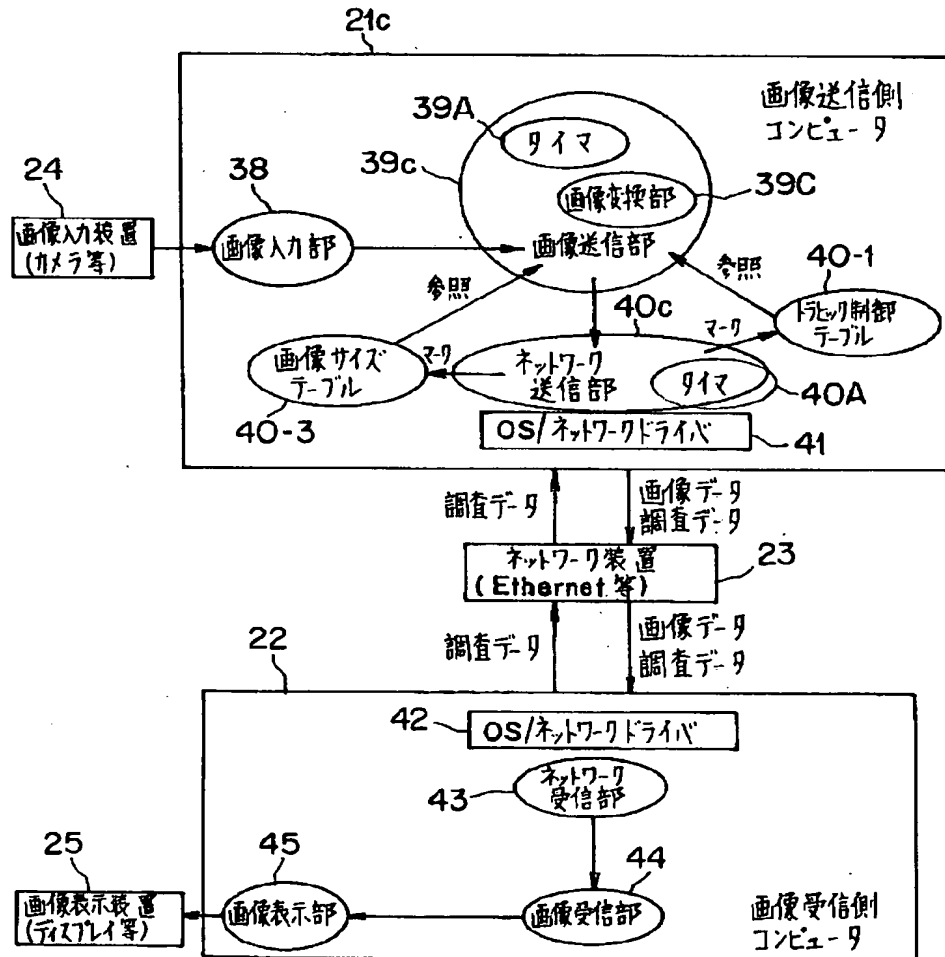 21c
画像送信側
コンピュータ
39A
タイマ
39c
39C
画像変換部
24
38
画像入力装置
(カメラ等)
画像入力部
画像送信部
参照
参照
40-1
トラヒック制御
テーブル
40c
マーク
画像サイズ
テーブル
マーク
ネットワーク
送信部
タイマ
40A
40-3
OS/ネットワークドライバ
41
調査データ
画像データ
調査データ
ネットワーク装置
(Ethernet等)
23
調査データ
画像データ
調査データ
22
42
OS/ネットワークドライバ
ネットワーク
受信部
43
25
45
44
画像表示装置
(ディスプレイ等)
画像表示部
画像受信部
画像受信側
コンピュータ